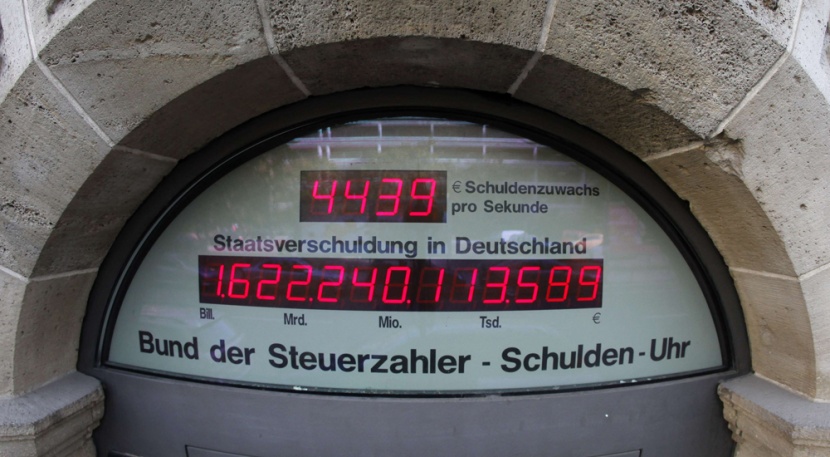 4439 € Schuldenzuwachs
pro Sekunde
Staatsverschuldung in Deutschland
1.622.240.113.589
Bill. Mrd. Mio. Tsd. €
Bund der Steuerzahler - Schulden - Uhr